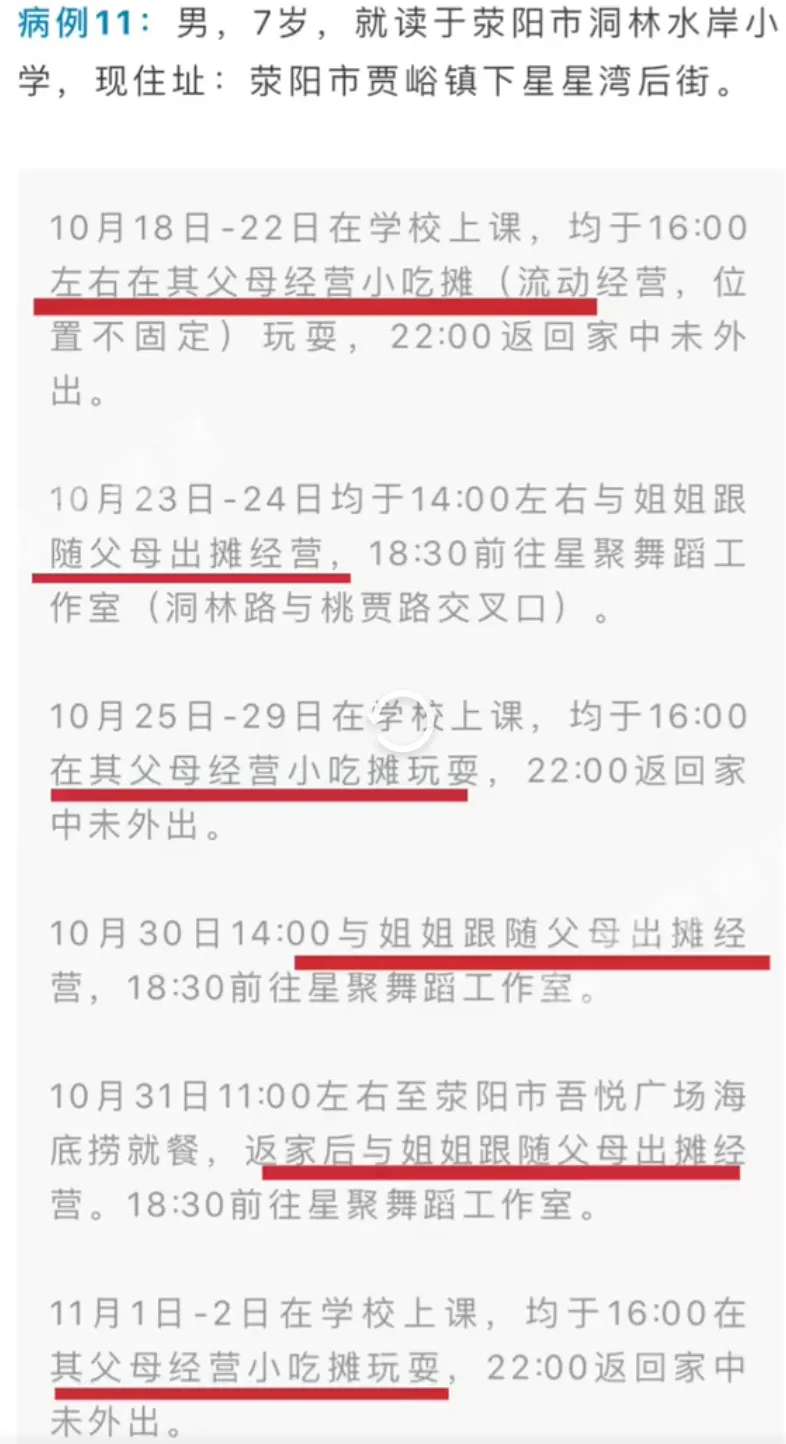 病例11：男，7岁，就读于荥阳市洞林水岸小
学，现住址：荥阳市贾峪镇下星星湾后街。
10月18日-22日在学校上课，均于16:00
左右在其父母经营小吃摊（流动经营，位
置不固定）玩耍，22:00返回家中未外
出。
10月23日-24日均于14:00左右与姐姐跟
随父母出摊经营，18:30前往星聚舞蹈工
作室（洞林路与桃贾路交叉口）。
10月25日-29日在学校上课，均于16:00
在其父母经营小吃摊玩耍，22:00返回家
中未外出。
10月30日14:00与姐姐跟随父母出摊经
营，18:30前往星聚舞蹈工作室。
10月31日11:00左右至荥阳市吾悦广场海
底捞就餐，返家后与姐姐跟随父母出摊经
营。18:30前往星聚舞蹈工作室。
11月1日-2日在学校上课，均于16:00在
其父母经营小吃摊玩耍，22:00返回家中
未外出。